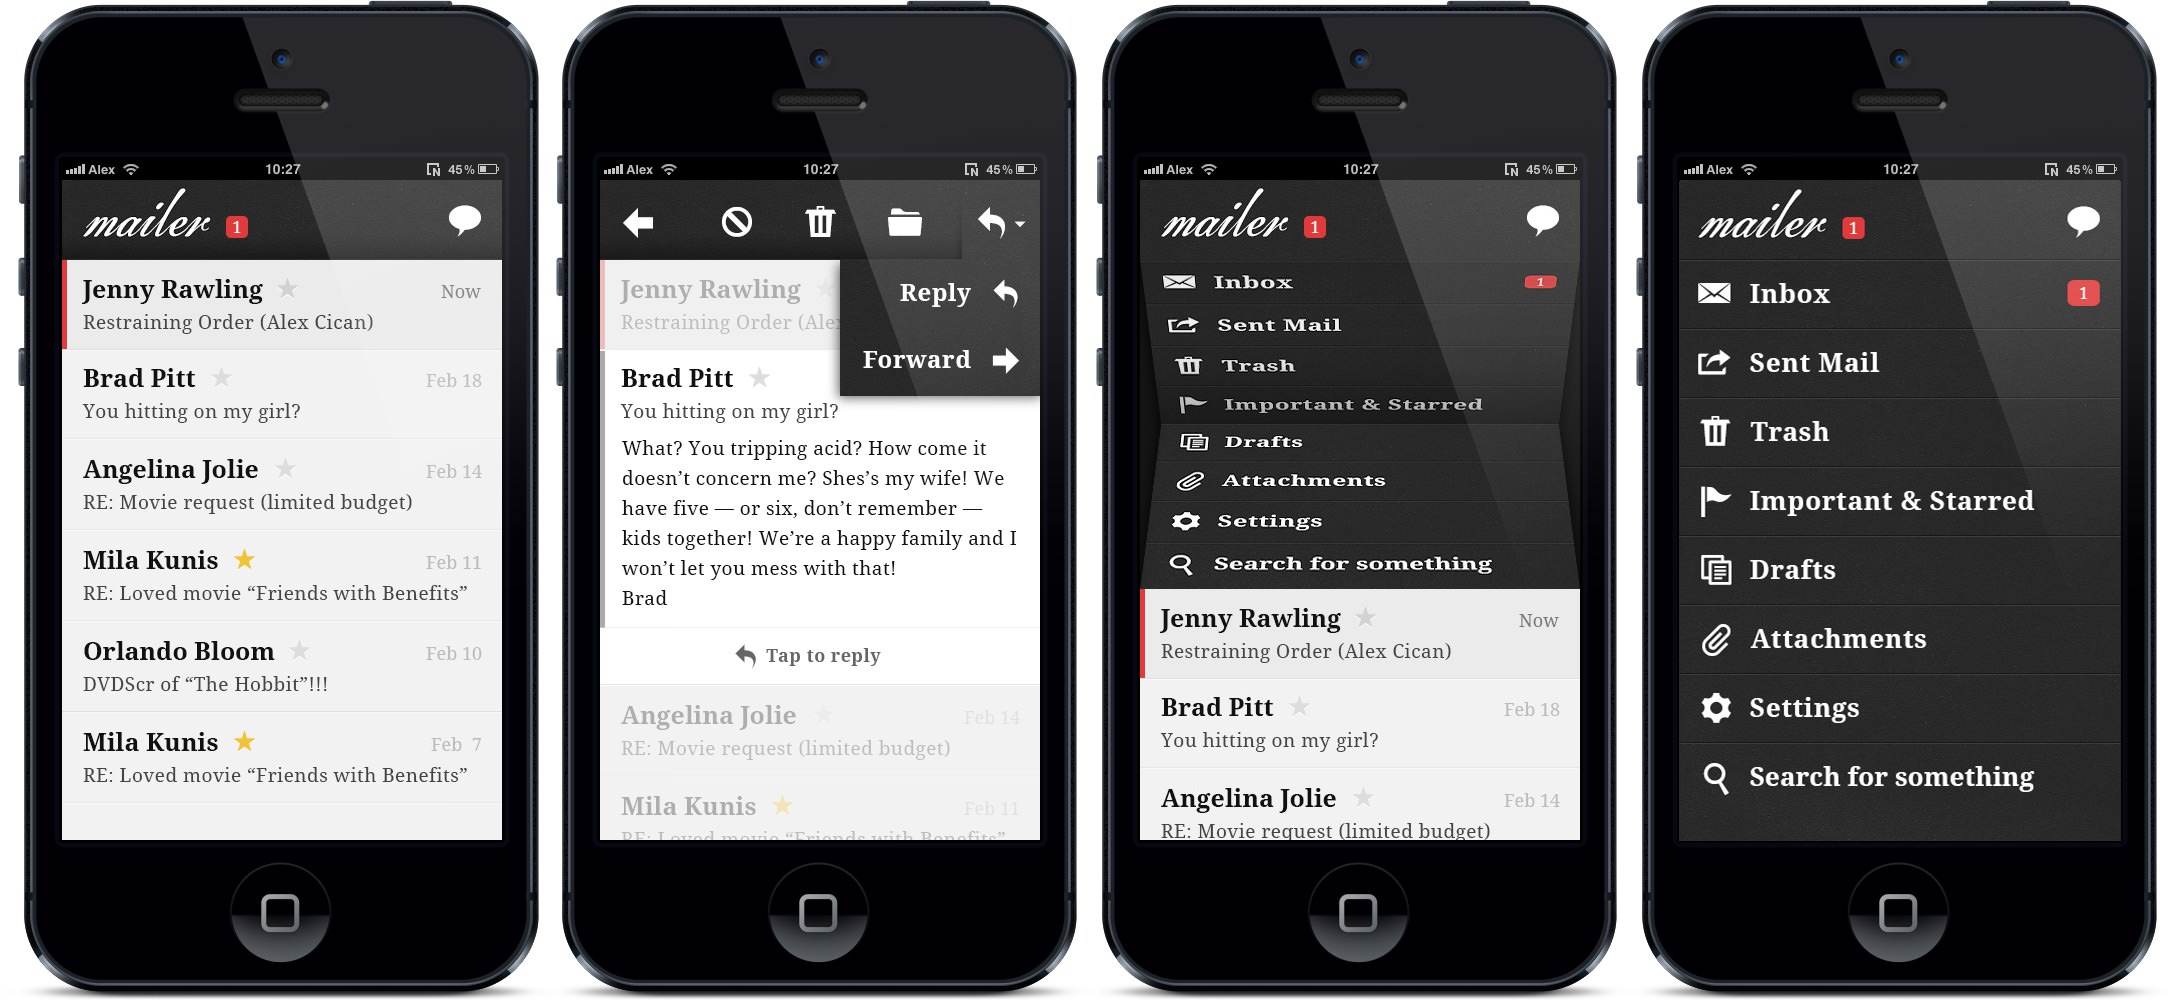 Alex 10:27 45%
mailer 1
Jenny Rawling Now
Restraining Order (Alex Cican)
Brad Pitt Feb 18
You hitting on my girl?
Angelina Jolie Feb 14
RE: Movie request (limited budget)
Mila Kunis Feb 11
RE: Loved movie “Friends with Benefits”
Orlando Bloom Feb 10
DVDScr of “The Hobbit”!!!
Mila Kunis Feb 7
RE: Loved movie “Friends with Benefits”
Alex 10:27 45%
Jenny Rawling
Restraining Order (Alex
Reply
Forward
Brad Pitt
You hitting on my girl?
What? You tripping acid? How come it
doesn’t concern me? Shes’s my wife! We
have five — or six, don’t remember —
kids together! We’re a happy family and I
won’t let you mess with that!
Brad
Tap to reply
Angelina Jolie Feb 14
RE: Movie request (limited budget)
Mila Kunis Feb 11
RE: Loved movie “Friends with Benefits”
Alex 10:27 45%
mailer 1
Inbox 1
Sent Mail
Trash
Important & Starred
Drafts
Attachments
Settings
Search for something
Jenny Rawling Now
Restraining Order (Alex Cican)
Brad Pitt Feb 18
You hitting on my girl?
Angelina Jolie Feb 14
RE: Movie request (limited budget)
Alex 10:27 45%
mailer 1
Inbox 1
Sent Mail
Trash
Important & Starred
Drafts
Attachments
Settings
Search for something